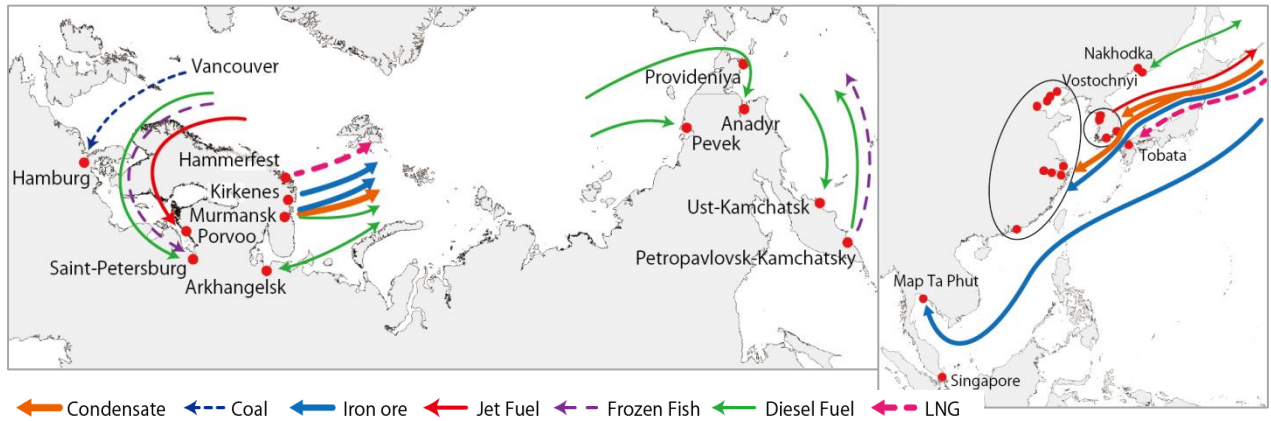 Vancouver
Hamburg
Hammerfest
Kirkenes
Murmansk
Porvoo
Saint-Petersburg
Arkhangelsk
Provideniya
Anadyr
Pevek
Ust-Kamchatsk
Petropavlovsk-Kamchatsky
Nakhodka
Vostochnyi
Tobata
Map Ta Phut
Singapore
Condensate
Coal
Iron ore
Jet Fuel
Frozen Fish
Diesel Fuel
LNG